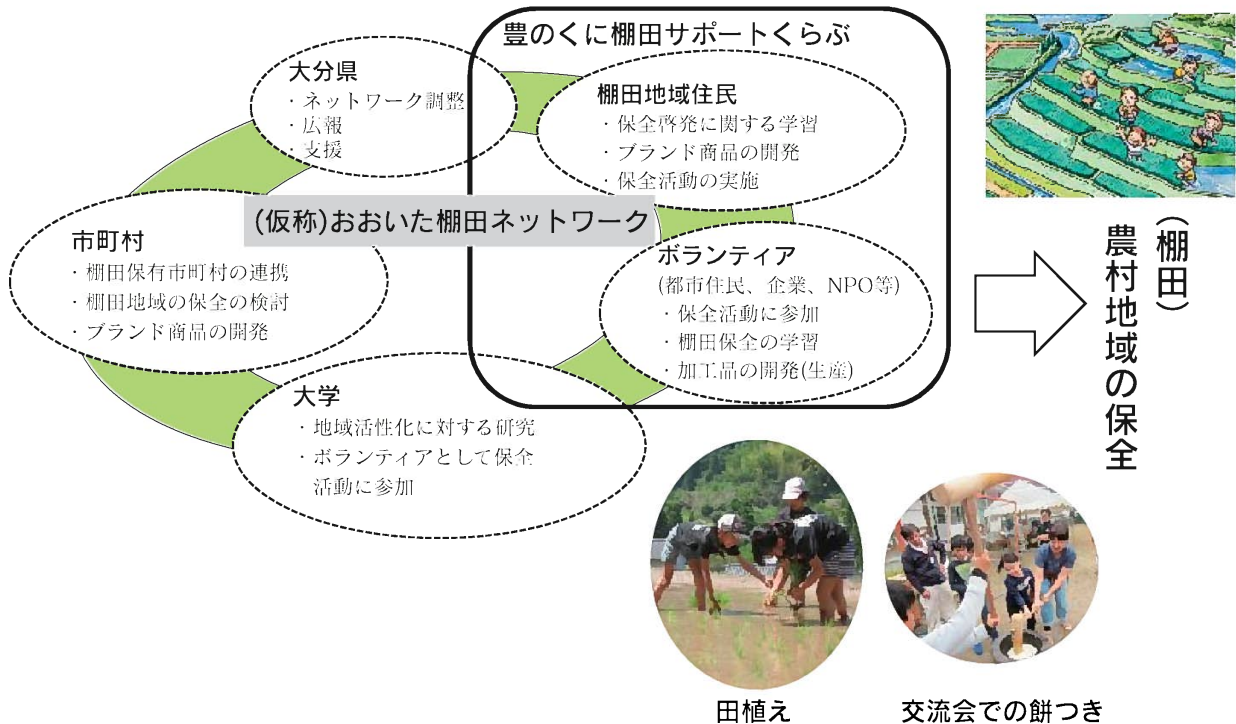 豊のくに棚田サポートくらぶ
大分県
・ネットワーク調整
・広報
・支援
棚田地域住民
・保全啓発に関する学習
・ブランド商品の開発
・保全活動の実施
(仮称)おおいた棚田ネットワーク
市町村
・棚田保有市町村の連携
・棚田地域の保全の検討
・ブランド商品の開発
ボランティア
(都市住民、企業、NPO等)
・保全活動に参加
・棚田保全の学習
・加工品の開発(生産)
大学
・地域活性化に対する研究
・ボランティアとして保全
活動に参加
(棚田)
農村地域の保全
田植え
交流会での餅つき